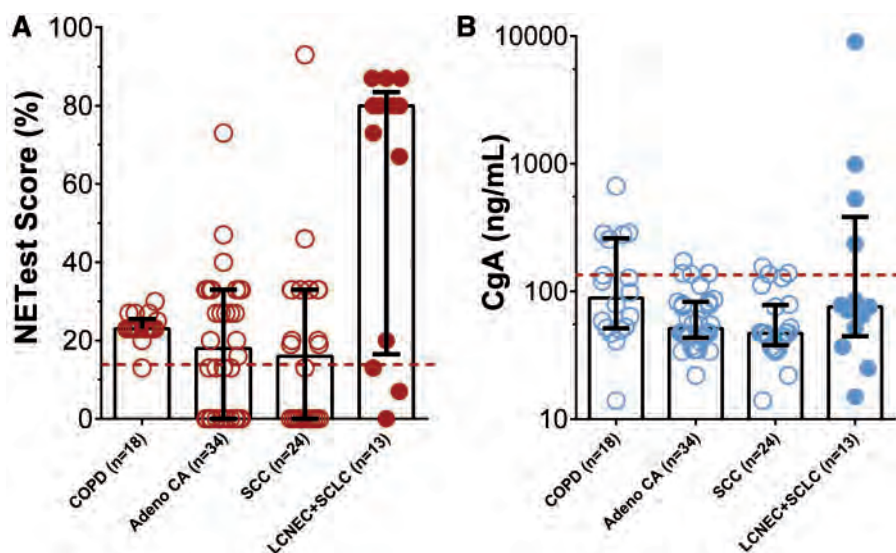 A
NETest Score (%)
100
80
60
40
20
0
COPD (n=18)
Adeno CA (n=34)
SCC (n=24)
LCNEC+SCLC (n=13)
B
CgA (ng/mL)
10000
1000
100
10
COPD (n=18)
Adeno CA (n=34)
SCC (n=24)
LCNEC+SCLC (n=13)